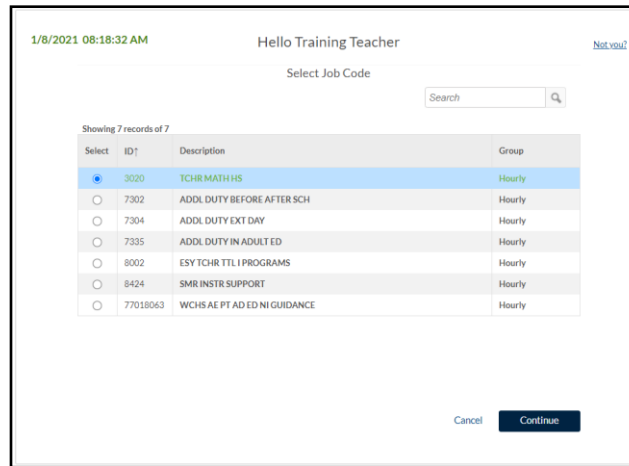 1/8/2021 08:18:32 AM Hello Training Teacher Not you?
Select Job Code
Search
Showing 7 records of 7
Select ID↑ Description Group
3020 TCHR MATH HS Hourly
7302 ADDL DUTY BEFORE AFTER SCH Hourly
7304 ADDL DUTY EXT DAY Hourly
7335 ADDL DUTY IN ADULT ED Hourly
8002 ESY TCHR TTL I PROGRAMS Hourly
8424 SMR INSTR SUPPORT Hourly
77018063 WCHS AE PT AD ED NI GUIDANCE Hourly
Cancel Continue